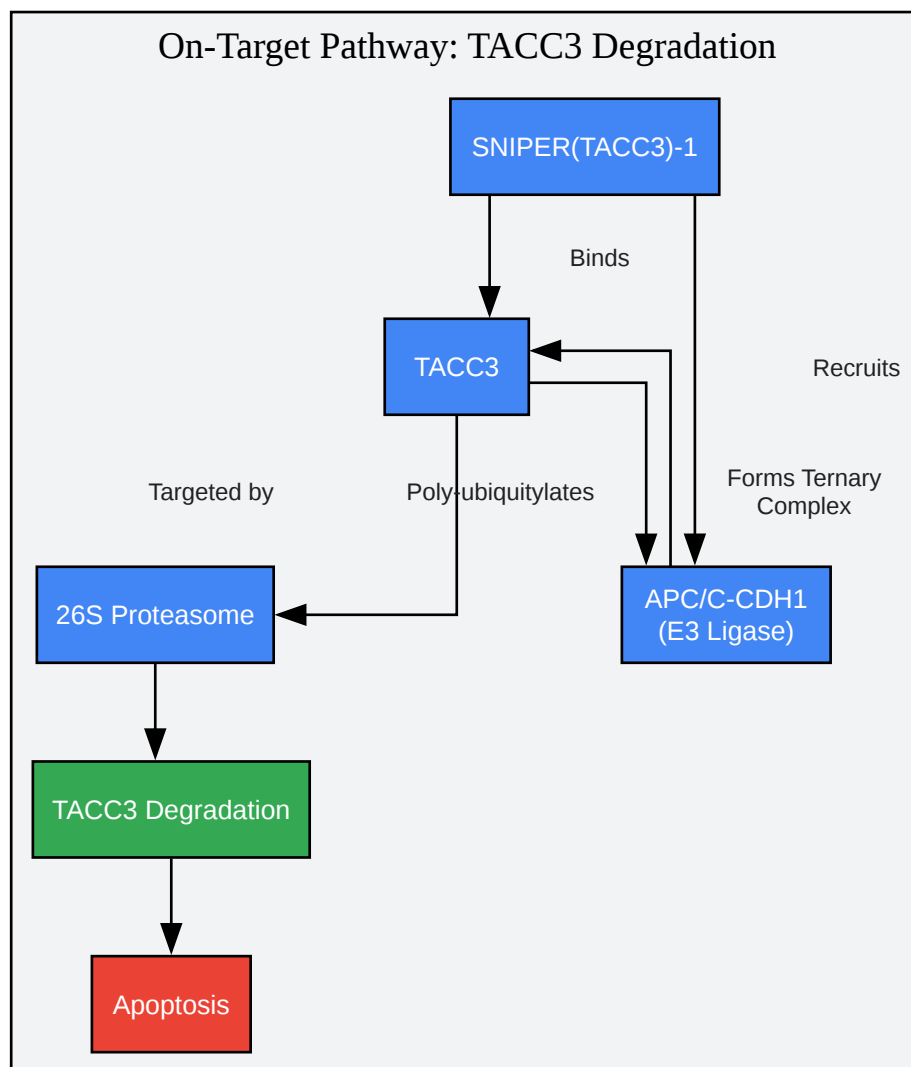 On-Target Pathway: TACC3 Degradation
SNIPER(TACC3)-1
Binds
TACC3
Recruits
Targeted by
Poly-ubiquitylates
Forms Ternary
Complex
26S Proteasome
APC/C-CDH1
(E3 Ligase)
TACC3 Degradation
Apoptosis